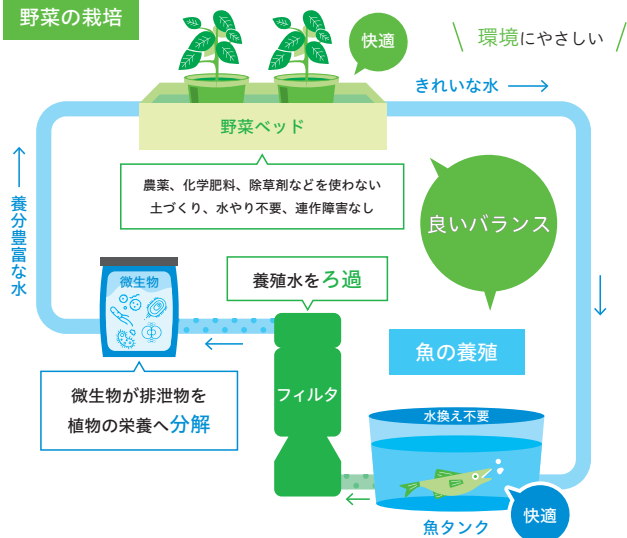 野菜の栽培
快適
環境にやさしい
きれいな水
野菜ベッド
農薬、化学肥料、除草剤などを使わない
土づくり、水やり不要、連作障害なし
良いバランス
養分豊富な水
微生物
養殖水をろ過
魚の養殖
微生物が排泄物を
植物の栄養へ分解
フィルタ
水換え不要
快適
魚タンク